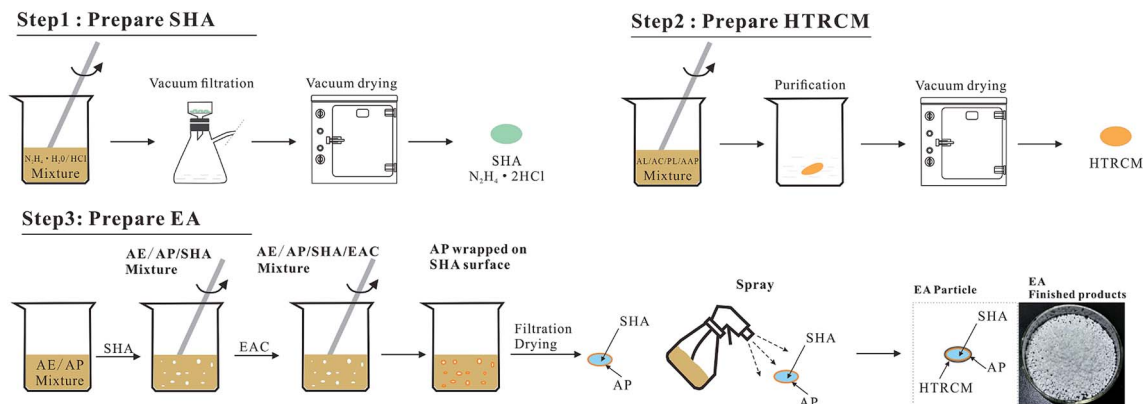 Step1 : Prepare SHA
Vacuum filtration
Vacuum drying
N₂H₄ · H₂0/HCl
Mixture
SHA
N₂H₄ · 2HCl
Step2 : Prepare HTRCM
Purification
Vacuum drying
AL/AC/PL/AAP
Mixture
HTRCM
Step3: Prepare EA
AE/AP/SHA
Mixture
AE/AP/SHA/EAC
Mixture
AP wrapped on
SHA surface
AE/AP
Mixture
SHA
EAC
Filtration
Drying
SHA
AP
Spray
SHA
AP
EA Particle
SHA
AP
HTRCM
EA
Finished products